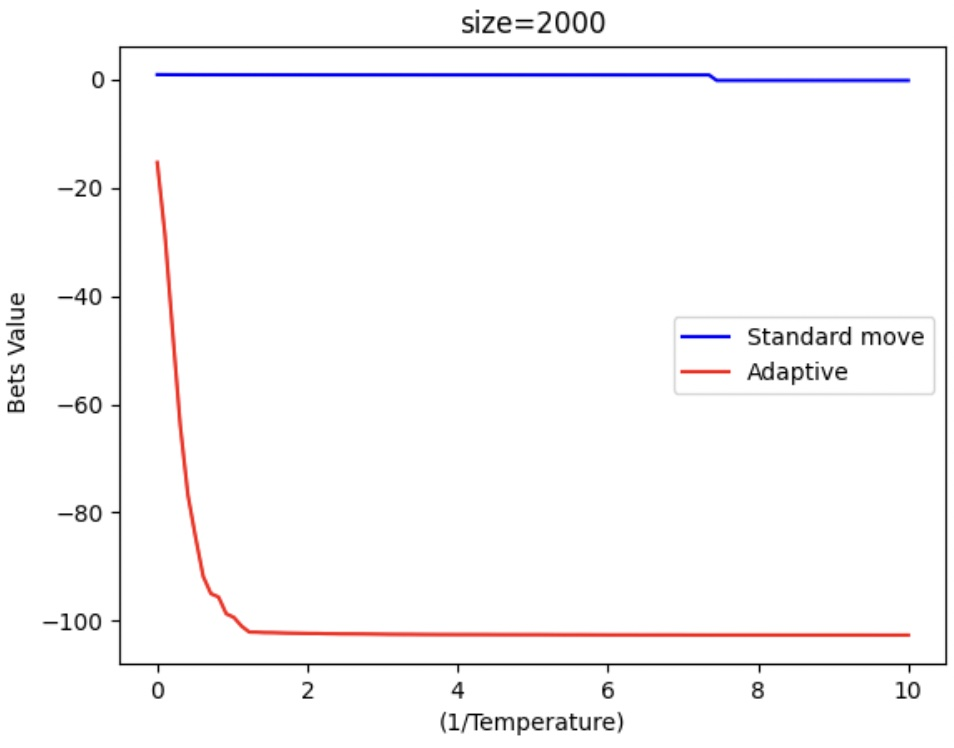 size=2000
Bets Value
0
−20
−40
−60
−80
−100
Standard move
Adaptive
0 2 4 6 8 10
(1/Temperature)